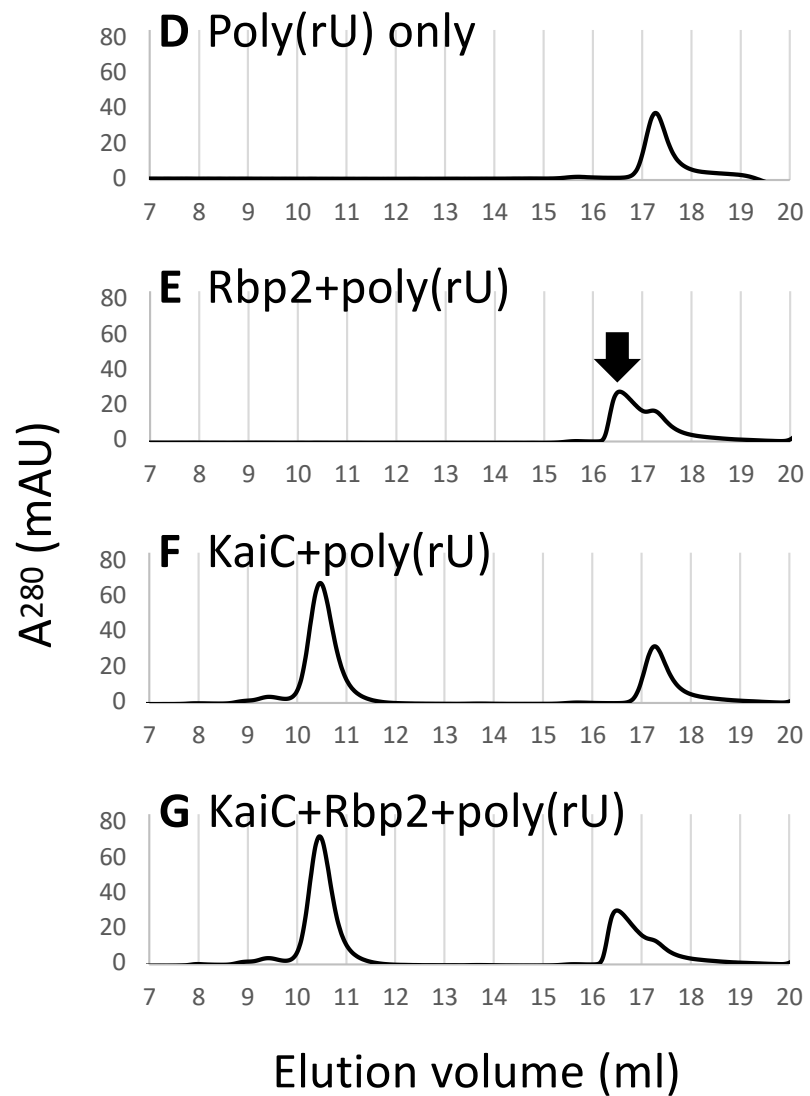 D Poly(rU) only
80
60
40
20
0
7 8 9 10 11 12 13 14 15 16 17 18 19 20
E Rbp2+poly(rU)
80
60
40
20
0
7 8 9 10 11 12 13 14 15 16 17 18 19 20
A280 (mAU)
F KaiC+poly(rU)
80
60
40
20
0
7 8 9 10 11 12 13 14 15 16 17 18 19 20
G KaiC+Rbp2+poly(rU)
80
60
40
20
0
7 8 9 10 11 12 13 14 15 16 17 18 19 20
Elution volume (ml)